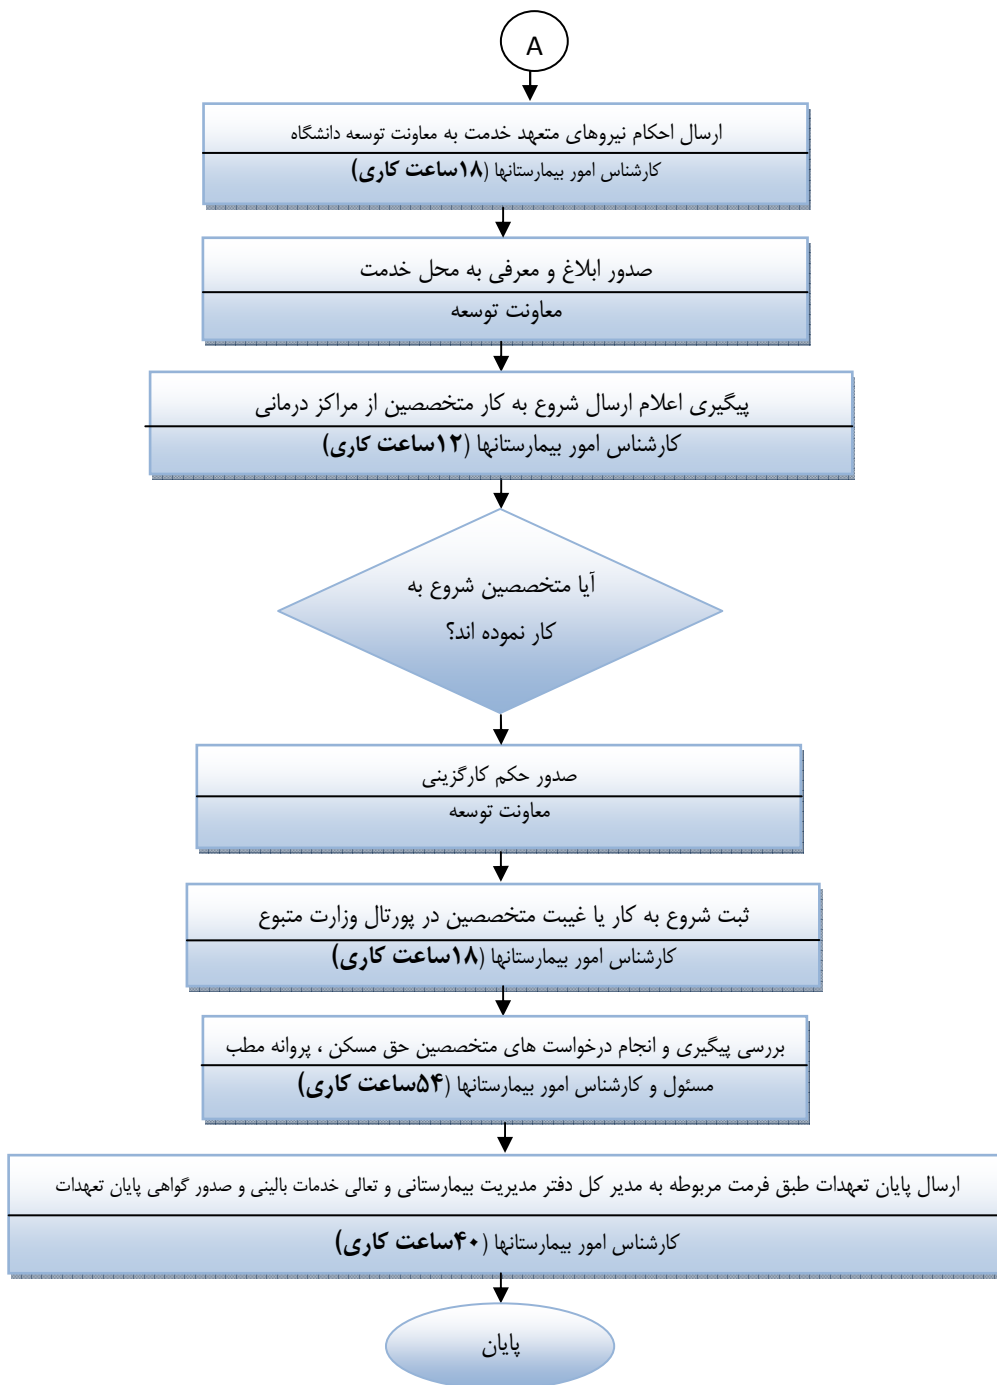 A
ارسال احکام نیروهای متعهد خدمت به معاونت توسعه دانشگاه
کارشناس امور بیمارستانها (۱۸ساعت کاری)
صدور ابلاغ و معرفی به محل خدمت
معاونت توسعه
پیگیری اعلام ارسال شروع به کار متخصصین از مراکز درمانی
کارشناس امور بیمارستانها (۱۲ساعت کاری)
آیا متخصصین شروع به
کار نموده اند؟
صدور حکم کارگزینی
معاونت توسعه
ثبت شروع به کار یا غیبت متخصصین در پورتال وزارت متبوع
کارشناس امور بیمارستانها (۱۸ساعت کاری)
بررسی پیگیری و انجام درخواست های متخصصین حق مسکن ، پروانه مطب
مسئول و کارشناس امور بیمارستانها (۵۴ساعت کاری)
ارسال پایان تعهدات طبق فرمت مربوطه به مدیر کل دفتر مدیریت بیمارستانی و تعالی خدمات بالینی و صدور گواهی پایان تعهدات
کارشناس امور بیمارستانها (۴۰ساعت کاری)
پایان